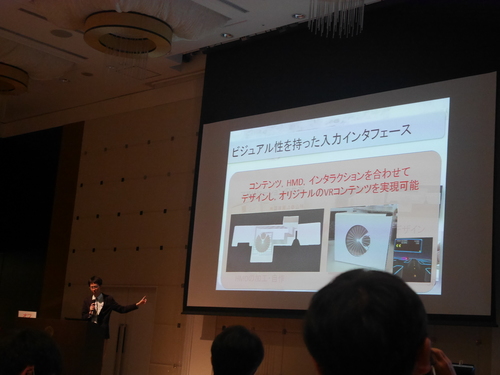 ビジュアル性を持った入力インタフェース
コンテンツ, HMD, インタラクションを合わせて
デザインし, オリジナルのVRコンテンツを実現可能